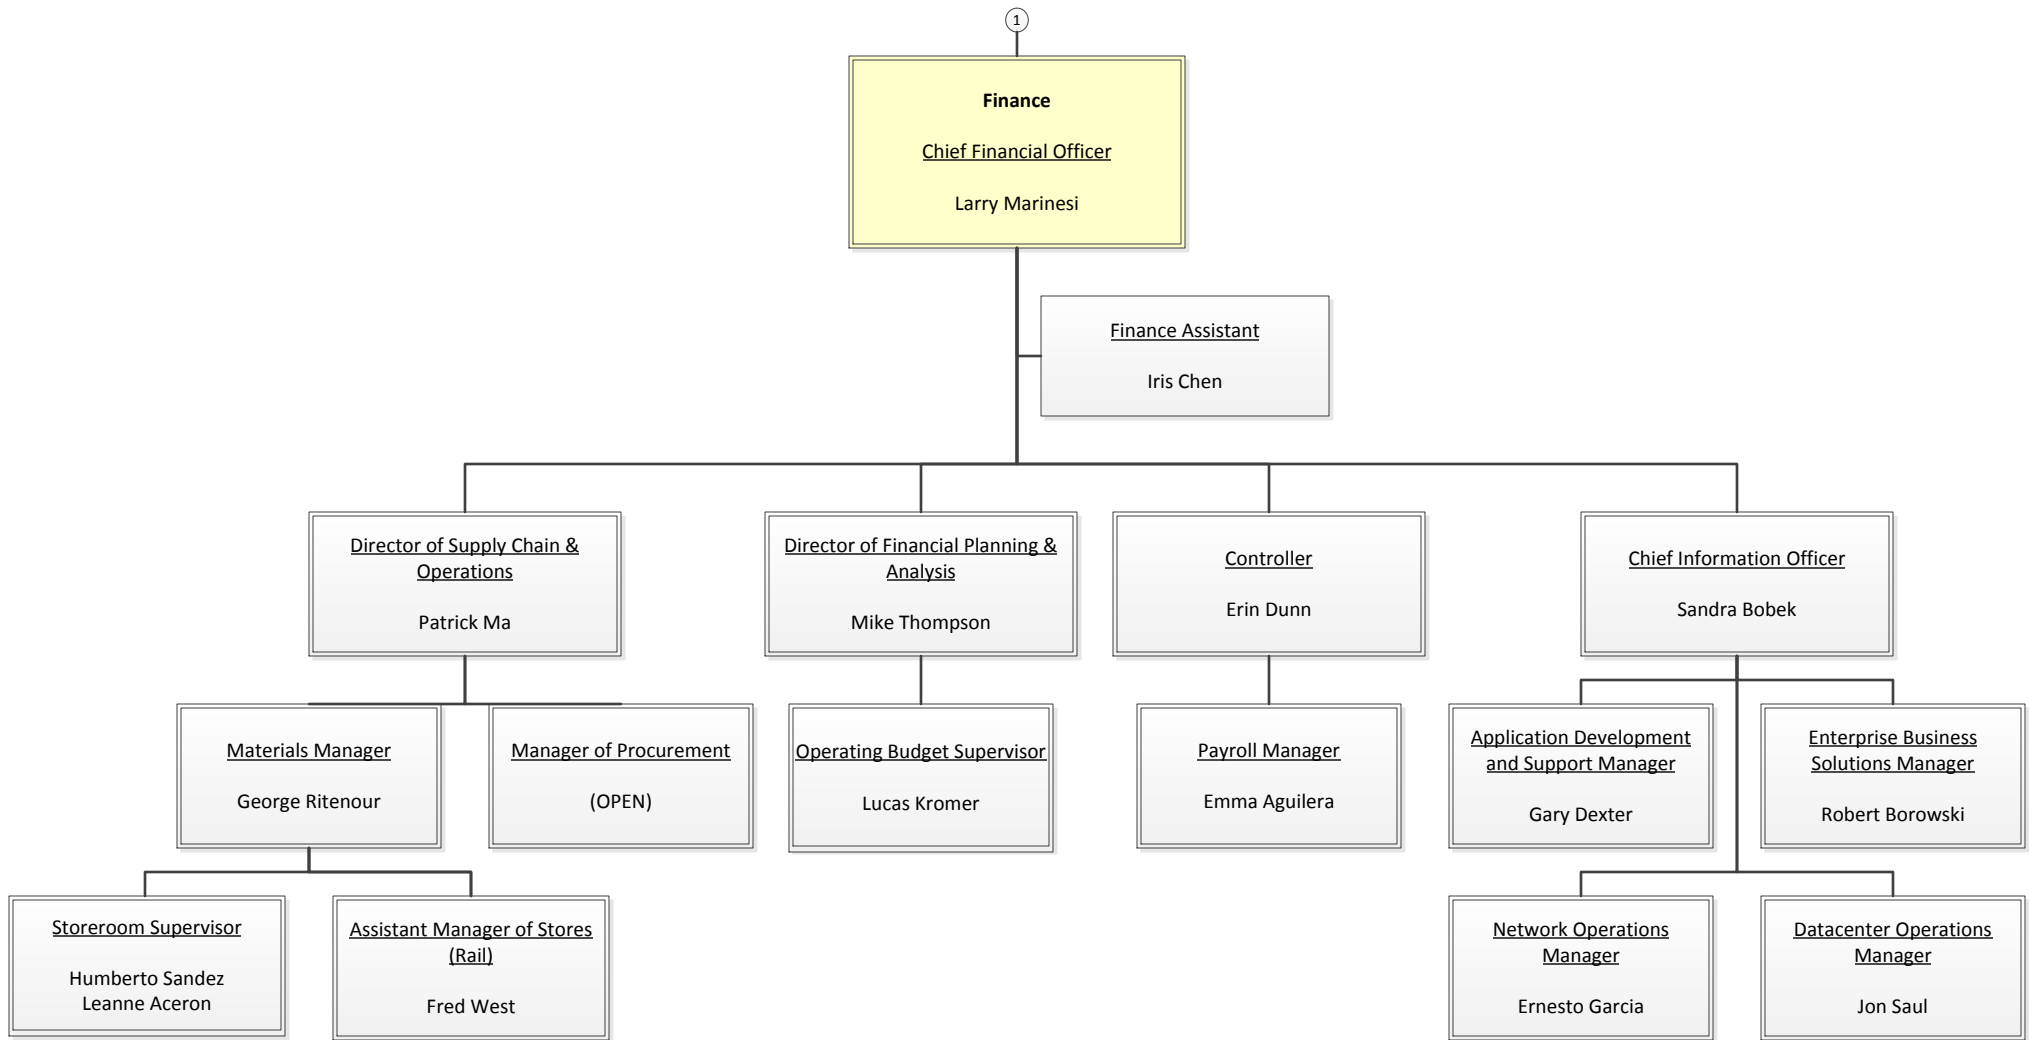 1
Finance
Chief Financial Officer
Larry Marinesi
Finance Assistant
Iris Chen
Director of Supply Chain &
Operations
Patrick Ma
Director of Financial Planning &
Analysis
Mike Thompson
Controller
Erin Dunn
Chief Information Officer
Sandra Bobek
Materials Manager
George Ritenour
Manager of Procurement
(OPEN)
Operating Budget Supervisor
Lucas Kromer
Payroll Manager
Emma Aguilera
Application Development
and Support Manager
Gary Dexter
Enterprise Business
Solutions Manager
Robert Borowski
Storeroom Supervisor
Humberto Sandez
Leanne Aceron
Assistant Manager of Stores
(Rail)
Fred West
Network Operations
Manager
Ernesto Garcia
Datacenter Operations
Manager
Jon Saul